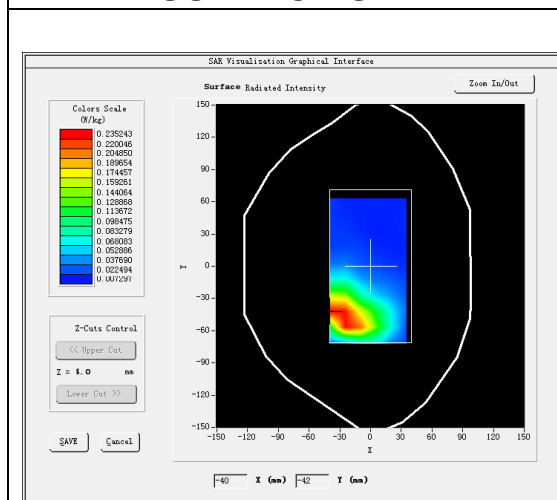 SAR Visualisation Graphical Interface
Surface Radiated Intensity
Zoom In/Out
Colors Scale
(W/kg)
0.235243
0.220046
0.204850
0.189654
0.174457
0.159261
0.144064
0.128868
0.113672
0.098475
0.083279
0.068083
0.052886
0.037690
0.022494
0.007297
150
120
90
60
30
0
-30
-60
-90
-120
-150
Y
-150 -120 -90 -60 -30 0 30 60 90 120 150
X
Z-Cuts Control
<< Upper Cut
Z = 4.0 mm
Lower Cut >>
SAVE Cancel
-40 X (mm) -42 Y (mm)